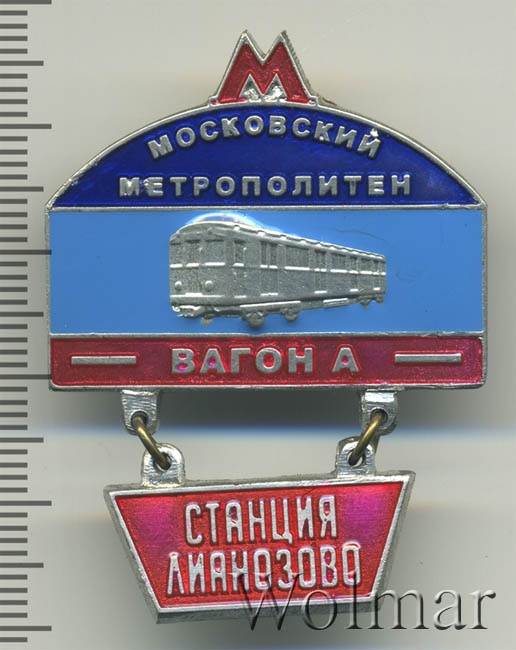 М
МОСКОВСКИЙ
МЕТРОПОЛИТЕН
ВАГОН А
СТАНЦИЯ
ЛИАНОЗОВО
Wolmar